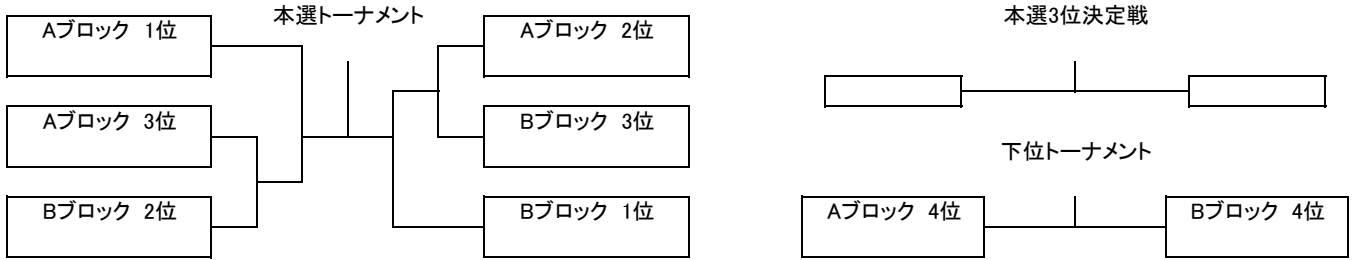 本選トーナメント
Aブロック 1位
Aブロック 2位
Aブロック 3位
Bブロック 3位
Bブロック 2位
Bブロック 1位
本選3位決定戦
下位トーナメント
Aブロック 4位
Bブロック 4位